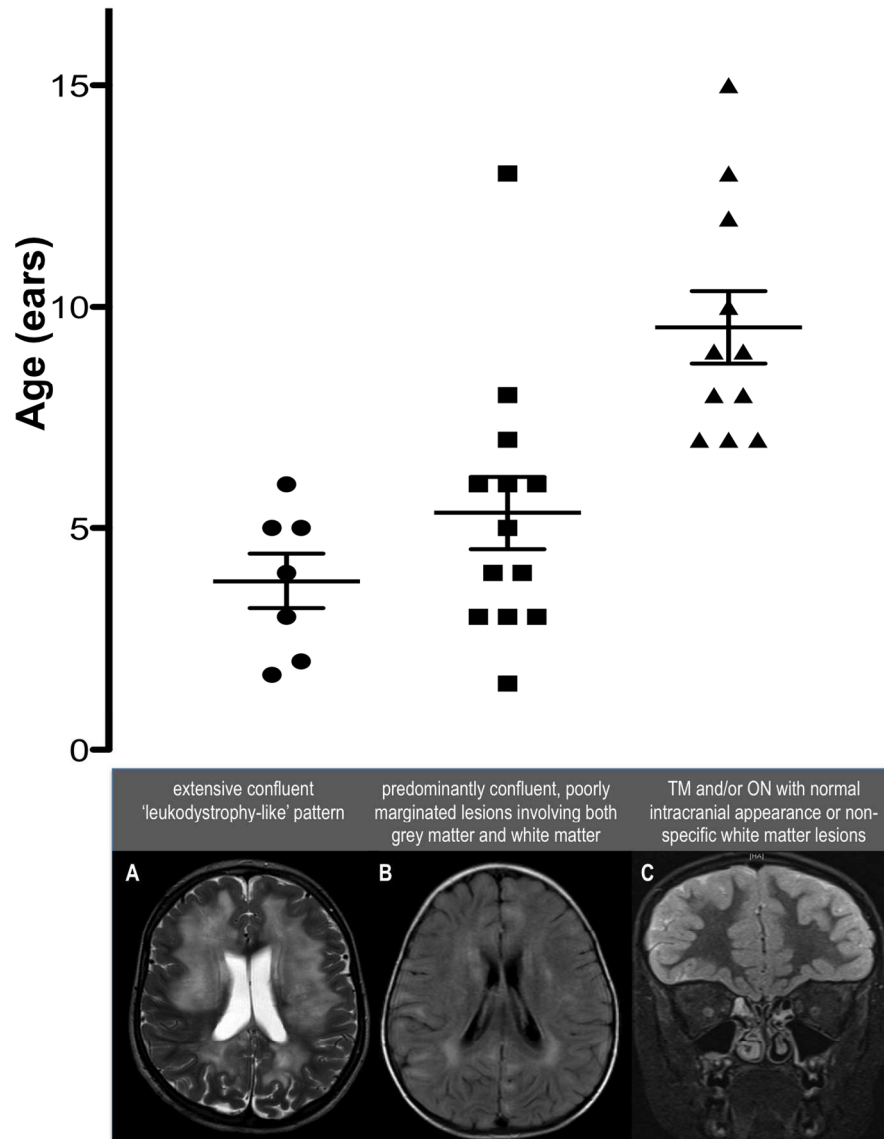 15
10
5
0
Age (ears)
extensive confluent
‘leukodystrophy-like’ pattern
predominantly confluent, poorly
marginated lesions involving both
grey matter and white matter
TM and/or ON with normal
intracranial appearance or non-
specific white matter lesions
A
B
C
[HA]